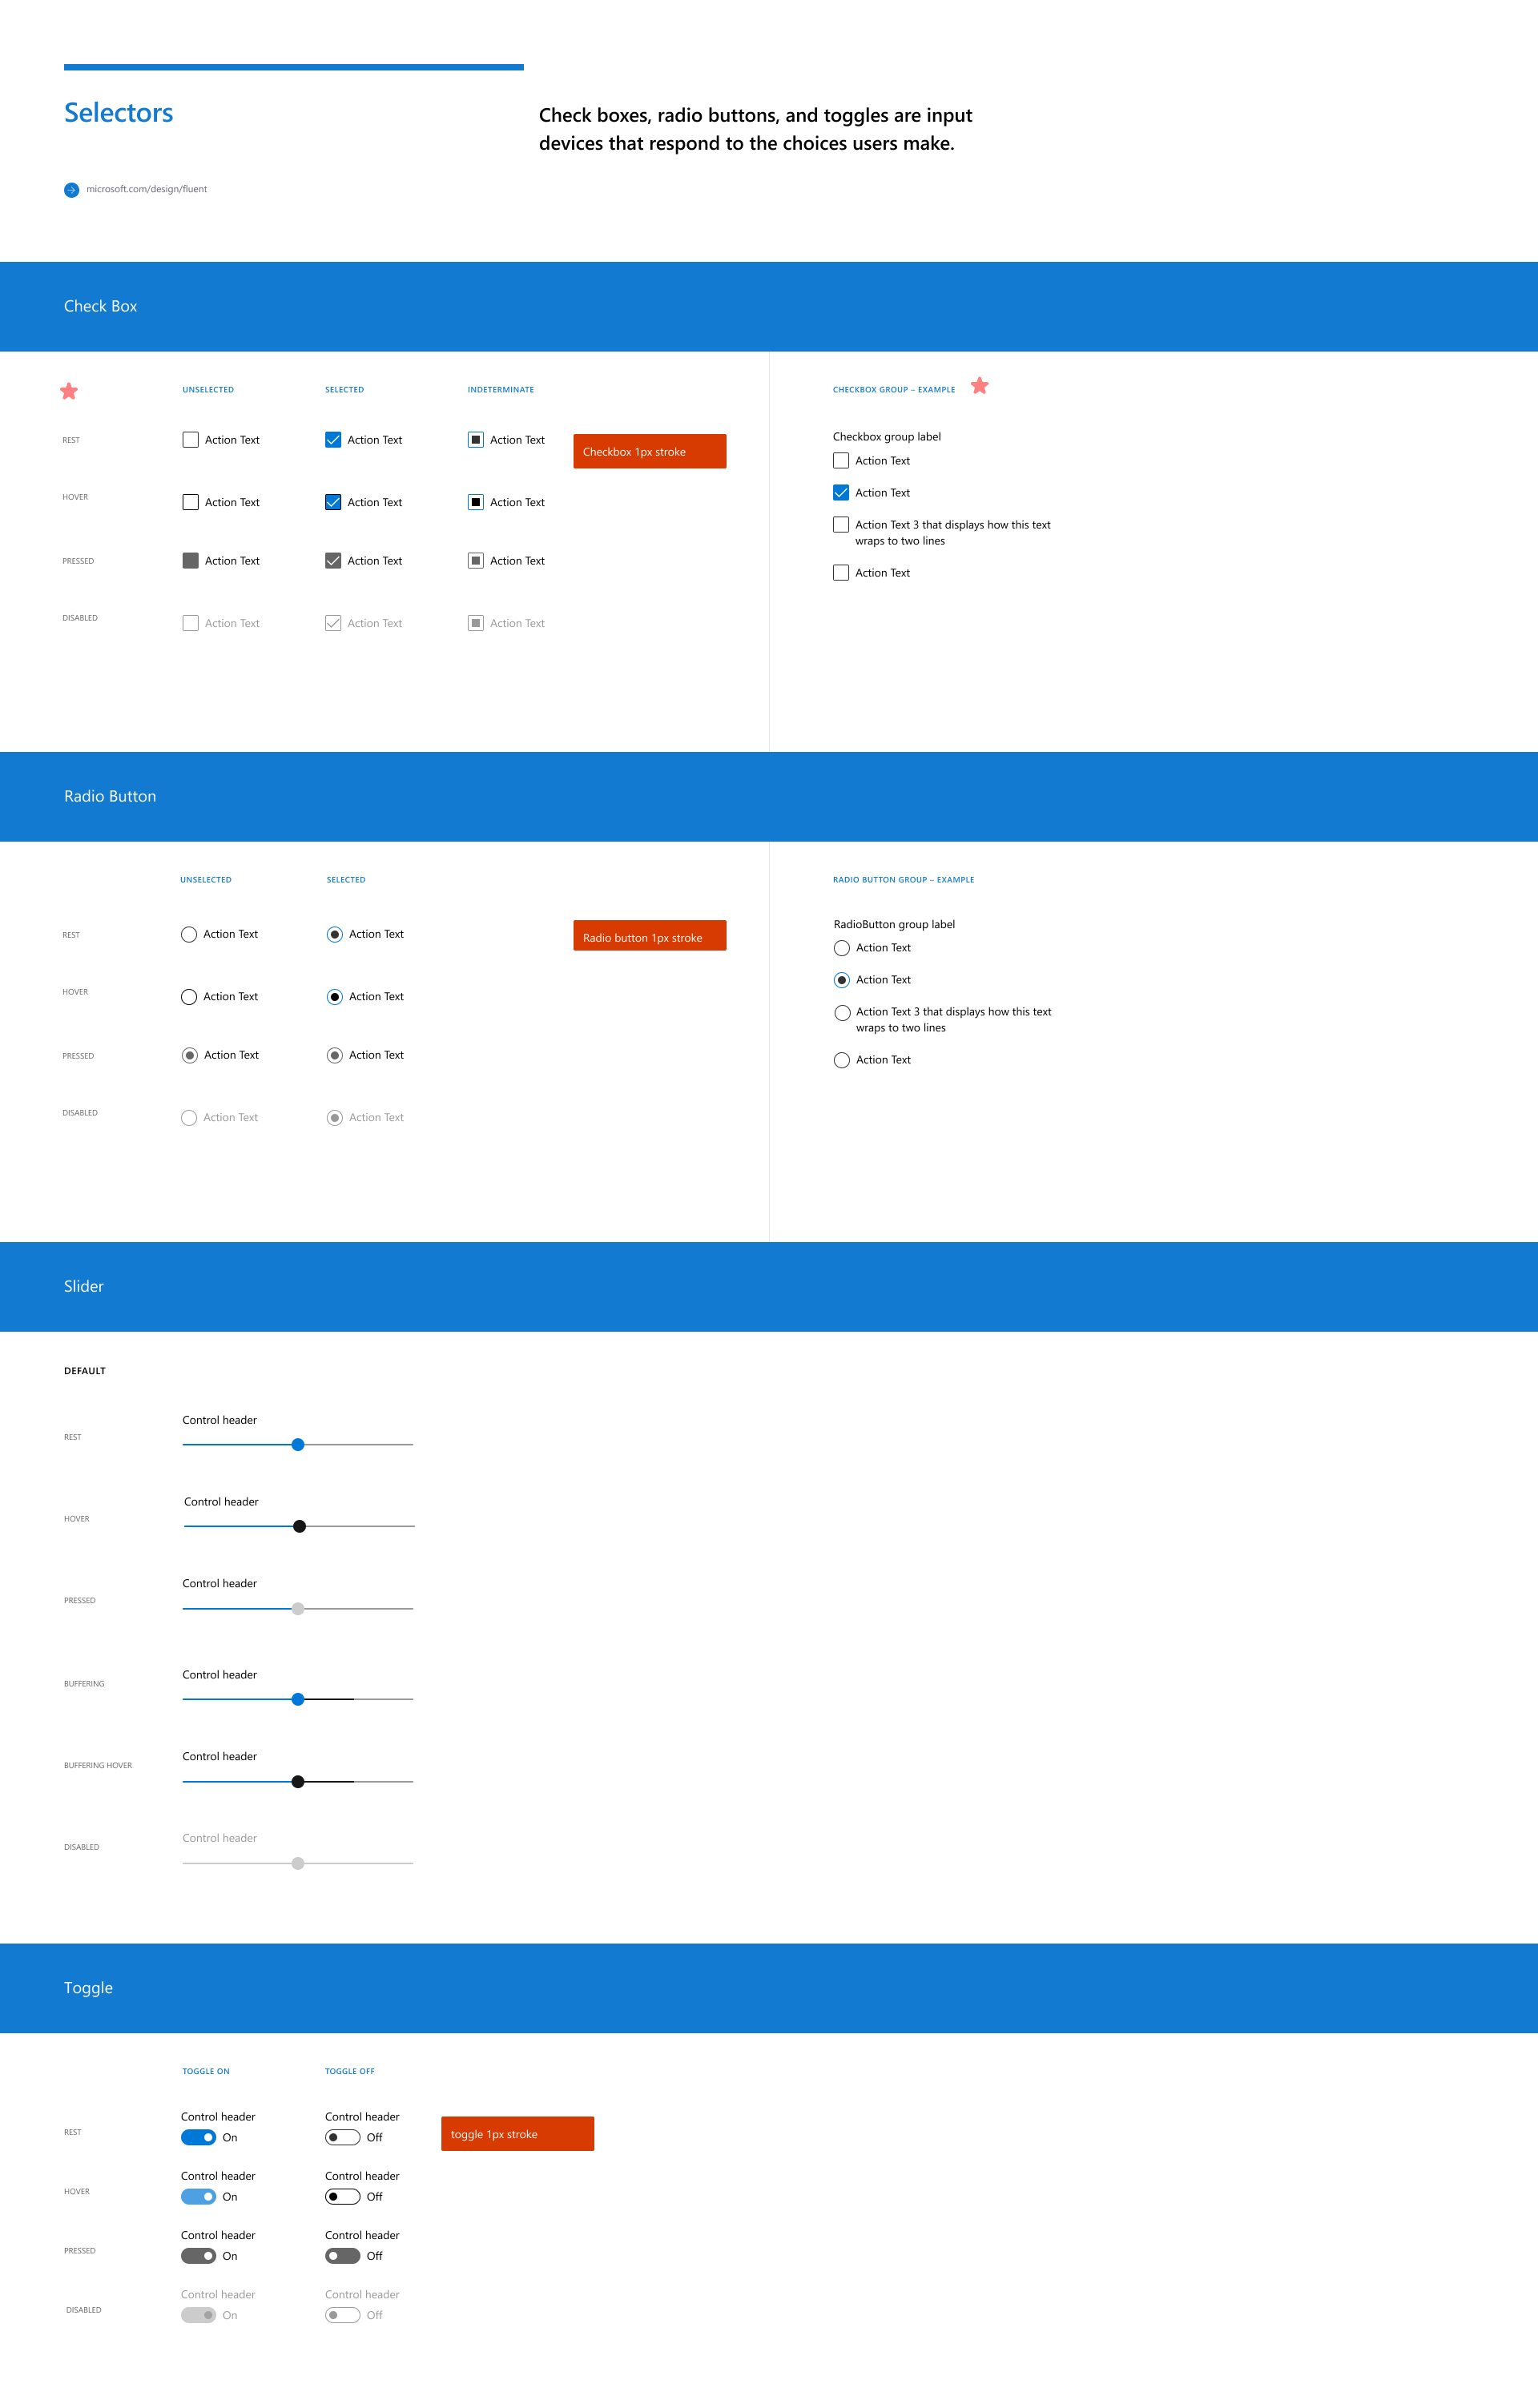 Selectors
Check boxes, radio buttons, and toggles are input
devices that respond to the choices users make.
microsoft.com/design/fluent
Check Box
UNSELECTED
SELECTED
INDETERMINATE
REST
Action Text
Action Text
Action Text
Checkbox 1px stroke
HOVER
Action Text
Action Text
Action Text
PRESSED
Action Text
Action Text
Action Text
DISABLED
Action Text
Action Text
Action Text
CHECKBOX GROUP – EXAMPLE
Checkbox group label
Action Text
Action Text
Action Text 3 that displays how this text
wraps to two lines
Action Text
Radio Button
UNSELECTED
SELECTED
REST
Action Text
Action Text
Radio button 1px stroke
HOVER
Action Text
Action Text
PRESSED
Action Text
Action Text
DISABLED
Action Text
Action Text
RADIO BUTTON GROUP – EXAMPLE
RadioButton group label
Action Text
Action Text
Action Text 3 that displays how this text
wraps to two lines
Action Text
Slider
DEFAULT
REST
Control header
HOVER
Control header
PRESSED
Control header
BUFFERING
Control header
BUFFERING HOVER
Control header
DISABLED
Control header
Toggle
TOGGLE ON
TOGGLE OFF
REST
Control header
On
Control header
Off
toggle 1px stroke
HOVER
Control header
On
Control header
Off
PRESSED
Control header
On
Control header
Off
DISABLED
Control header
On
Control header
Off